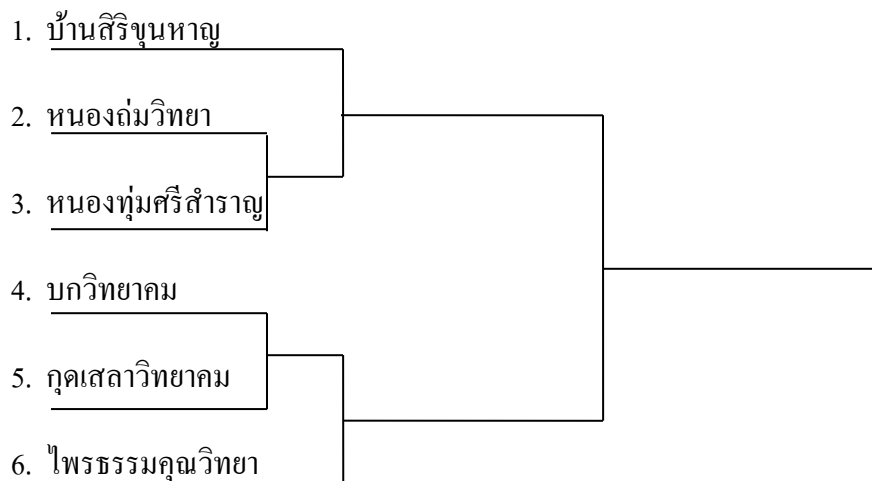 1. บ้านสิริขุนหาญ
2. หนองถ่มวิทยา
3. หนองทุ่มศรีสำราญ
4. บกวิทยาคม
5. กุดเสลาวิทยาคม
6. ไพรธรรมคุณวิทยา